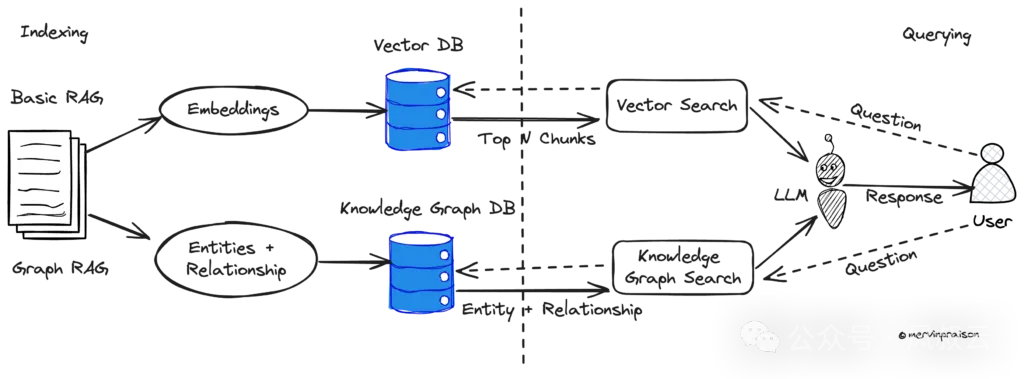 Indexing
Querying
Vector DB
Basic RAG
Embeddings
Vector Search
Question
Top N Chunks
LLM
Response
User
Knowledge Graph DB
Graph RAG
Entities +
Relationship
Knowledge
Graph Search
Question
Entity + Relationship
公众号
© mervinpraison